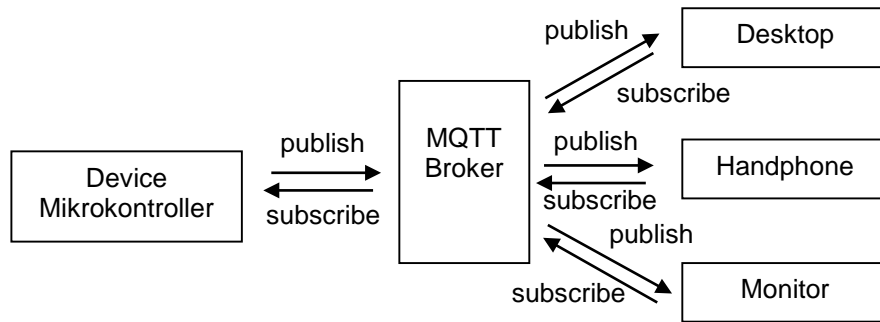 publish
Desktop
subscribe
MQTT
Broker
publish
Device
Mikrokontroller
subscribe
publish
Handphone
subscribe
publish
subscribe
Monitor